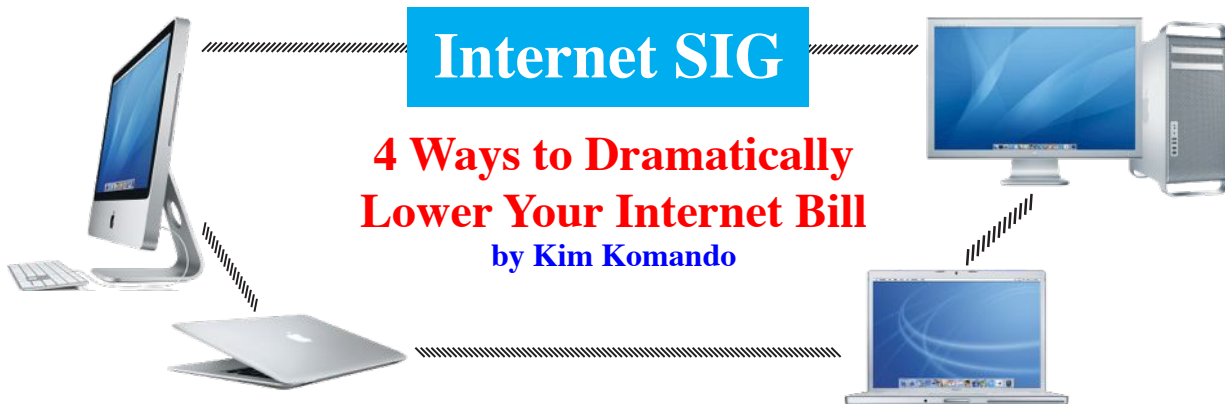 Internet SIG
4 Ways to Dramatically
Lower Your Internet Bill
by Kim Komando